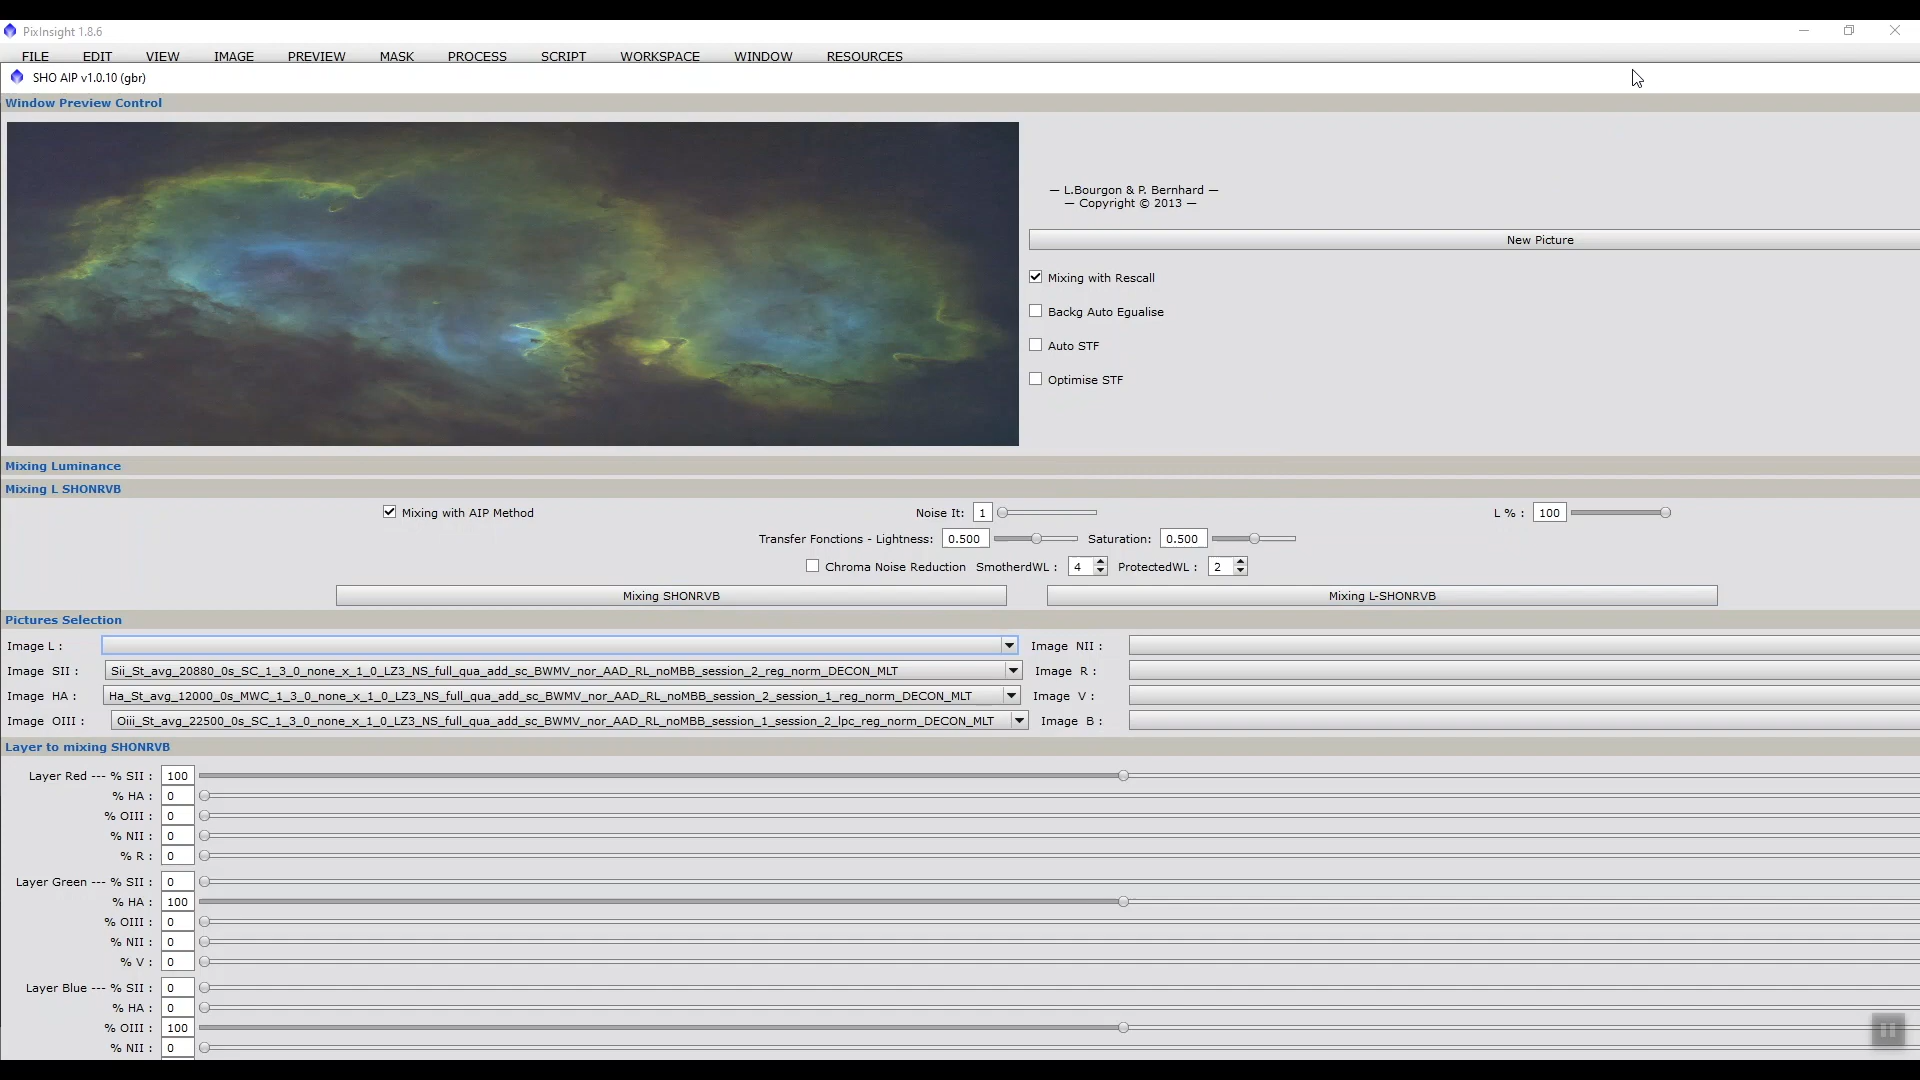 PixInsight 1.8.6
FILE EDIT VIEW IMAGE PREVIEW MASK PROCESS SCRIPT WORKSPACE WINDOW RESOURCES
SHO AIP v1.0.10 (gbr)
Window Preview Control
— L.Bourgon & P. Bernhard —
— Copyright © 2013 —
New Picture
Mixing with Rescall
Backg Auto Egualise
Auto STF
Optimise STF
Mixing Luminance
Mixing L SHONRVB
Mixing with AIP Method Noise It: 1 L % : 100
Transfer Fonctions - Lightness: 0.500 Saturation: 0.500
Chroma Noise Reduction SmotherdWL : 4 ProtectedWL : 2
Mixing SHONRVB Mixing L-SHONRVB
Pictures Selection
Image L : Image NII :
Image SII : Sii_St_avg_20880_0s_SC_1_3_0_none_x_1_0_LZ3_NS_full_qua_add_sc_BWMV_nor_AAD_RL_noMBB_session_2_reg_norm_DECON_MLT Image R :
Image HA : Ha_St_avg_12000_0s_MWC_1_3_0_none_x_1_0_LZ3_NS_full_qua_add_sc_BWMV_nor_AAD_RL_noMBB_session_2_session_1_reg_norm_DECON_MLT Image V :
Image OIII : Oiii_St_avg_22500_0s_SC_1_3_0_none_x_1_0_LZ3_NS_full_qua_add_sc_BWMV_nor_AAD_RL_noMBB_session_1_session_2_lpc_reg_norm_DECON_MLT Image B :
Layer to mixing SHONRVB
Layer Red --- % SII : 100
% HA : 0
% OIII : 0
% NII : 0
% R : 0
Layer Green --- % SII : 0
% HA : 100
% OIII : 0
% NII : 0
% V : 0
Layer Blue --- % SII : 0
% HA : 0
% OIII : 100
% NII : 0